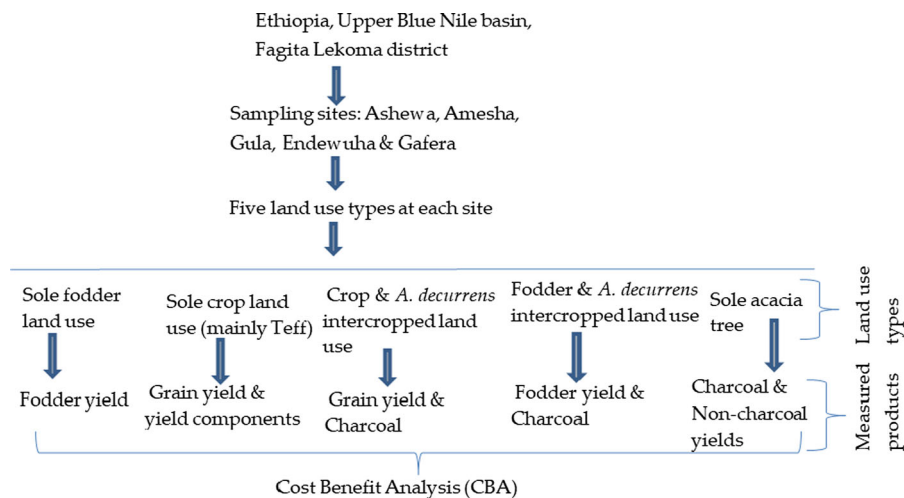 Ethiopia, Upper Blue Nile basin,
Fagita Lekoma district
Sampling sites: Ashewa, Amesha,
Gula, Endewuha & Gafera
Five land use types at each site
Sole fodder
land use
Sole crop land
use (mainly Teff)
Crop & A. decurrens
intercropped land
use
Fodder & A. decurrens
intercropped land use
Sole acacia
tree
Land use
types
Fodder yield
Grain yield &
yield components
Grain yield &
Charcoal
Fodder yield &
Charcoal
Charcoal &
Non-charcoal
yields
Measured
products
Cost Benefit Analysis (CBA)